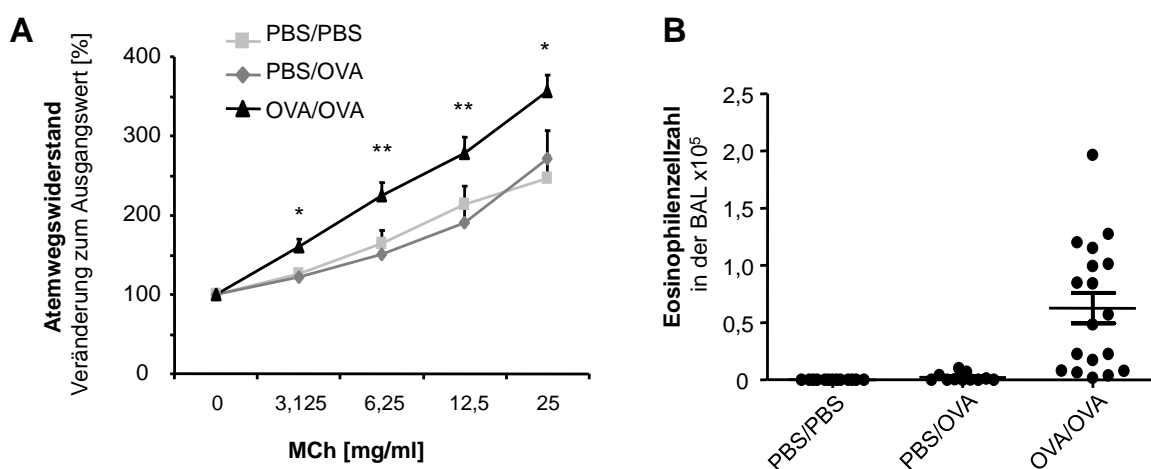 A
Atemwegswiderstand
Veränderung zum Ausgangswert [%]
400
300
200
100
0
PBS/PBS
PBS/OVA
OVA/OVA
*
**
**
*
0 3,125 6,25 12,5 25
MCh [mg/ml]
B
Eosinophilenzellzahl
in der BAL x10⁵
2,5
2,0
1,5
1,0
0,5
0
PBS/PBS
PBS/OVA
OVA/OVA